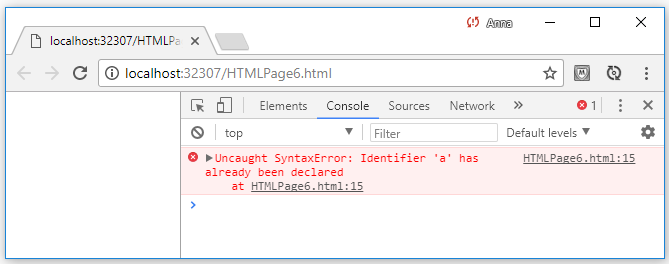 Anna
localhost:32307/HTMLPa
localhost:32307/HTMLPage6.html
Elements Console Sources Network » 1
top Filter Default levels
Uncaught SyntaxError: Identifier 'a' has HTMLPage6.html:15
already been declared
at HTMLPage6.html:15